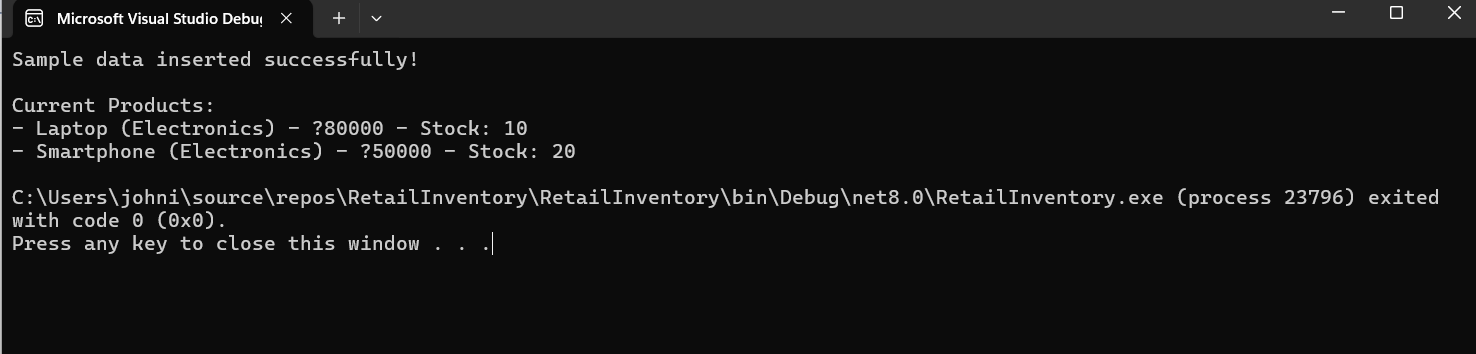 Microsoft Visual Studio Debu
Sample data inserted successfully!
Current Products:
- Laptop (Electronics) - ?80000 - Stock: 10
- Smartphone (Electronics) - ?50000 - Stock: 20
C:\Users\johni\source\repos\RetailInventory\RetailInventory\bin\Debug\net8.0\RetailInventory.exe (process 23796) exited
with code 0 (0x0).
Press any key to close this window . . .